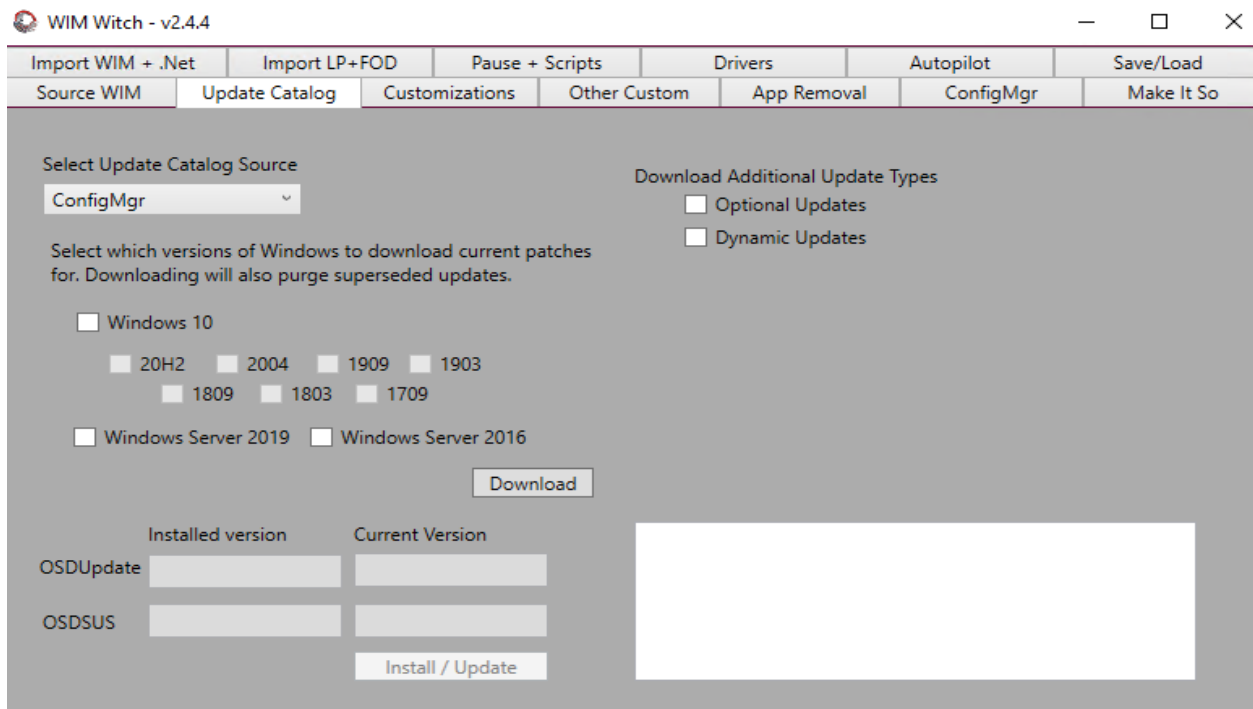 WIM Witch - v2.4.4
Import WIM + .Net Import LP+FOD Pause + Scripts Drivers Autopilot Save/Load
Source WIM Update Catalog Customizations Other Custom App Removal ConfigMgr Make It So
Select Update Catalog Source
ConfigMgr
Download Additional Update Types
Optional Updates
Dynamic Updates
Select which versions of Windows to download current patches
for. Downloading will also purge superseded updates.
Windows 10
20H2 2004 1909 1903
1809 1803 1709
Windows Server 2019 Windows Server 2016
Download
Installed version Current Version
OSDUpdate
OSDSUS
Install / Update